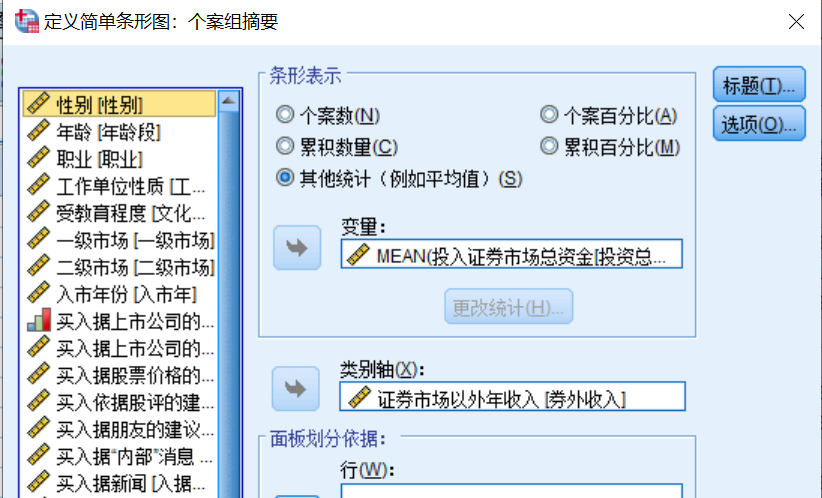 定义简单条形图：个案组摘要
性别 [性别]
年龄 [年龄段]
职业 [职业]
工作单位性质 [工...
受教育程度 [文化...
一级市场 [一级市场]
二级市场 [二级市场]
入市年份 [入市年]
买入据上市公司的...
买入据上市公司的...
买入据股票价格的...
买入依据股评的建...
买入据朋友的建议...
买入据“内部”消息 ...
买入据新闻 [入据...
条形表示
个案数(N)
个案百分比(A)
累积数量(C)
累积百分比(M)
其他统计（例如平均值）(S)
变量：
MEAN(投入证券市场总资金[投资总...
更改统计(H)...
类别轴(X)：
证券市场以外年收入 [券外收入]
面板划分依据：
行(W)：
标题(T)...
选项(O)...